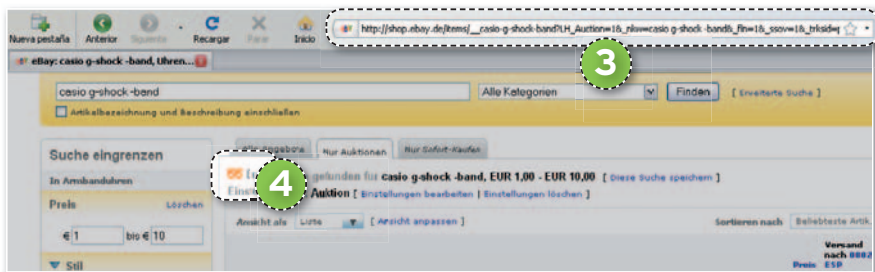 Nueva pestaña Anterior Siguiente Recargar Parar Inicio
http://shop.ebay.de/items/__casio-g-shock-band?LH_Auction=1&_nkw=casio g-shock -band&_fln=1&_ssov=1&_trksid=p
eBay: casio g-shock -band, Uhren...
3
casio g-shock -band Alle Kategorien Finden [ Erweiterte Suche ]
Artikelbezeichnung und Beschreibung einschließen
Suche eingrenzen
Nur Auktionen Nur Sofort-Kaufen
In Armbanduhren
gefunden für casio g-shock -band, EUR 1,00 - EUR 10,00 [ Diese Suche speichern ]
4
Auktion [ Einstellungen bearbeiten | Einstellungen löschen ]
Preis Löschen
Ansicht als Liste [ Ansicht anpassen ] Sortieren nach Beliebteste Artik
€ 1 bis € 10
Versand
nach
Preis ESP
Stil